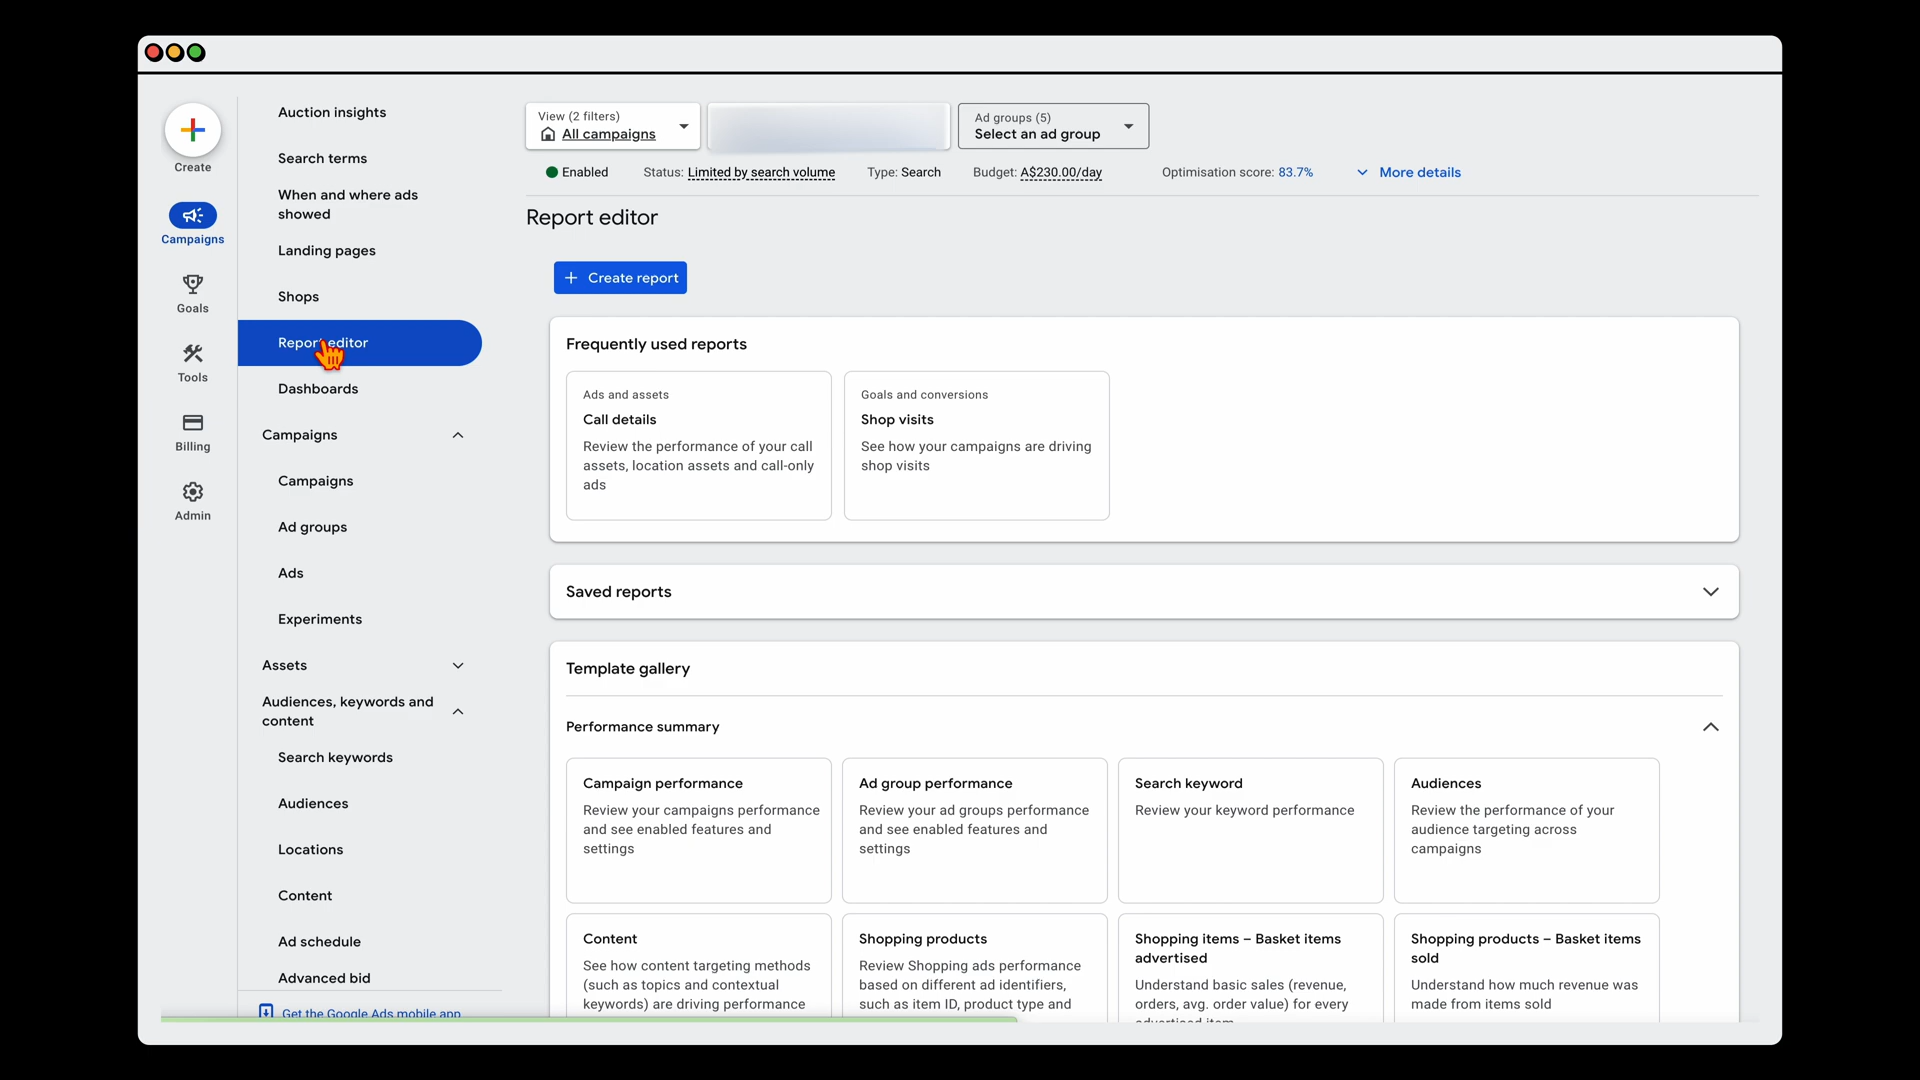 Create
Campaigns
Goals
Tools
Billing
Admin
Auction insights
Search terms
When and where ads
showed
Landing pages
Shops
Report editor
Dashboards
Campaigns
Campaigns
Ad groups
Ads
Experiments
Assets
Audiences, keywords and
content
Search keywords
Audiences
Locations
Content
Ad schedule
Advanced bid
Get the Google Ads mobile app
View (2 filters)
All campaigns
Ad groups (5)
Select an ad group
Enabled Status: Limited by search volume Type: Search Budget: A$230.00/day Optimisation score: 83.7% More details
Report editor
+ Create report
Frequently used reports
Ads and assets
Call details
Review the performance of your call
assets, location assets and call-only
ads
Goals and conversions
Shop visits
See how your campaigns are driving
shop visits
Saved reports
Template gallery
Performance summary
Campaign performance
Review your campaigns performance
and see enabled features and
settings
Ad group performance
Review your ad groups performance
and see enabled features and
settings
Search keyword
Review your keyword performance
Audiences
Review the performance of your
audience targeting across
campaigns
Content
See how content targeting methods
(such as topics and contextual
keywords) are driving performance
Shopping products
Review Shopping ads performance
based on different ad identifiers,
such as item ID, product type and
Shopping items – Basket items
advertised
Understand basic sales (revenue,
orders, avg. order value) for every
advertised item
Shopping products – Basket items
sold
Understand how much revenue was
made from items sold